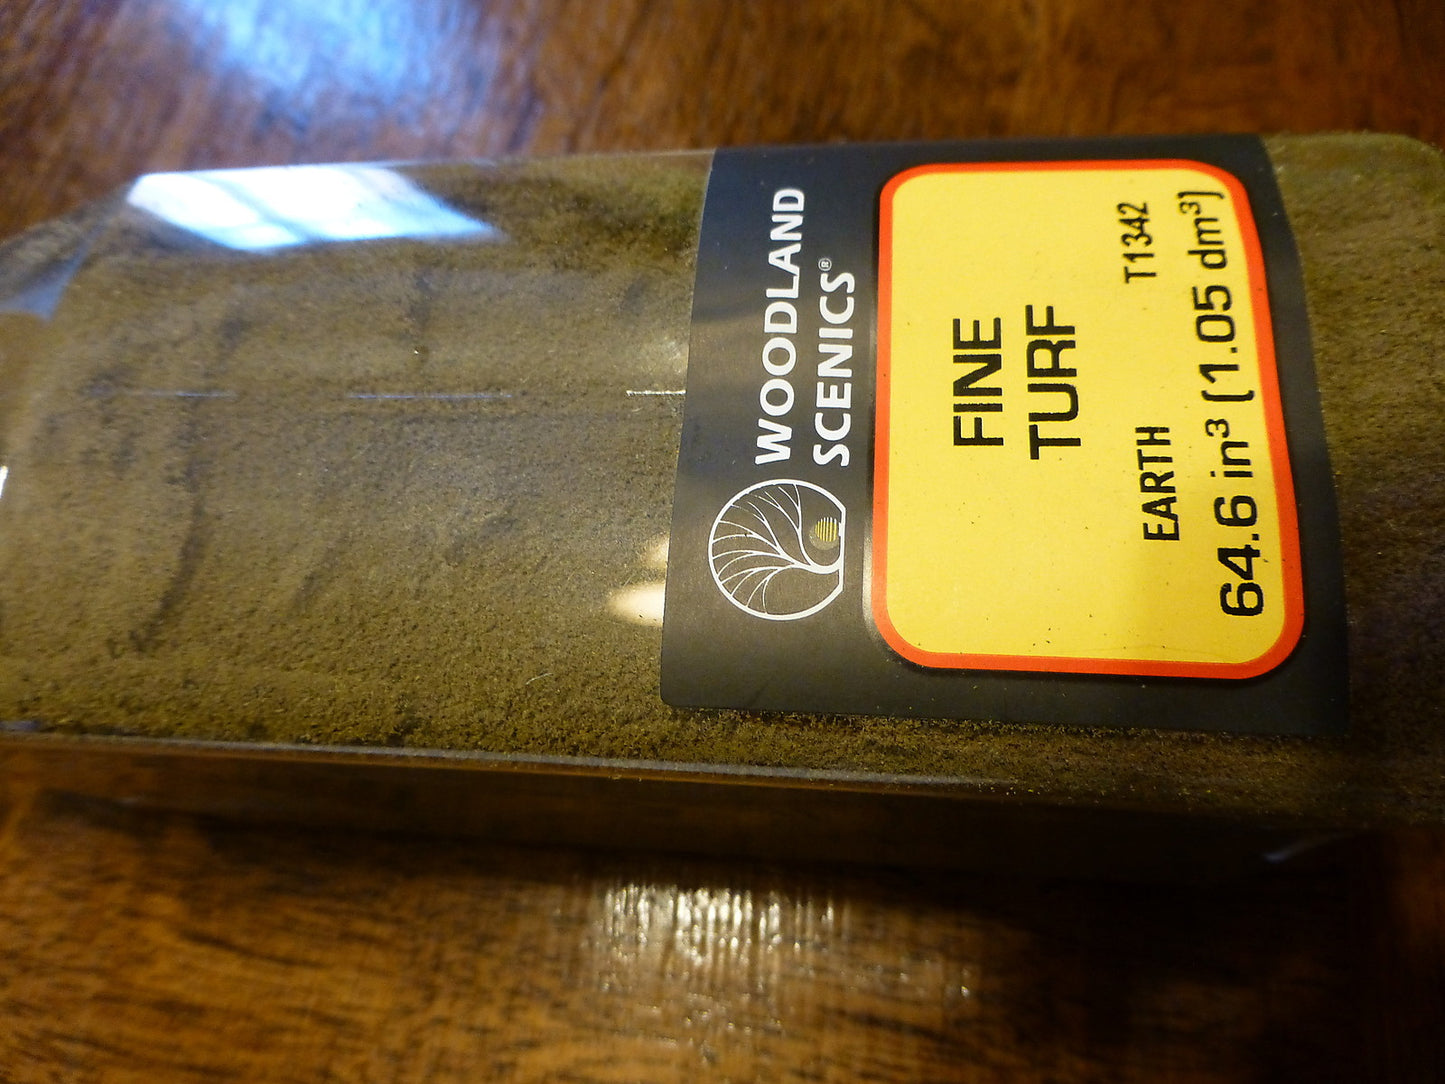 WOODLAND
SCENICS®
FINE
TURF
EARTH T1342
64.6 in³ (1.05 dm³)